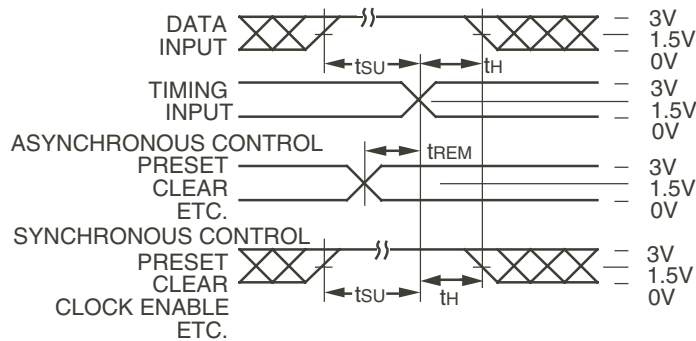 DATA
INPUT
tSU
tH
3V
1.5V
0V
TIMING
INPUT
3V
1.5V
0V
ASYNCHRONOUS CONTROL
PRESET
CLEAR
ETC.
tREM
3V
1.5V
0V
SYNCHRONOUS CONTROL
PRESET
CLEAR
CLOCK ENABLE
ETC.
tSU
tH
3V
1.5V
0V